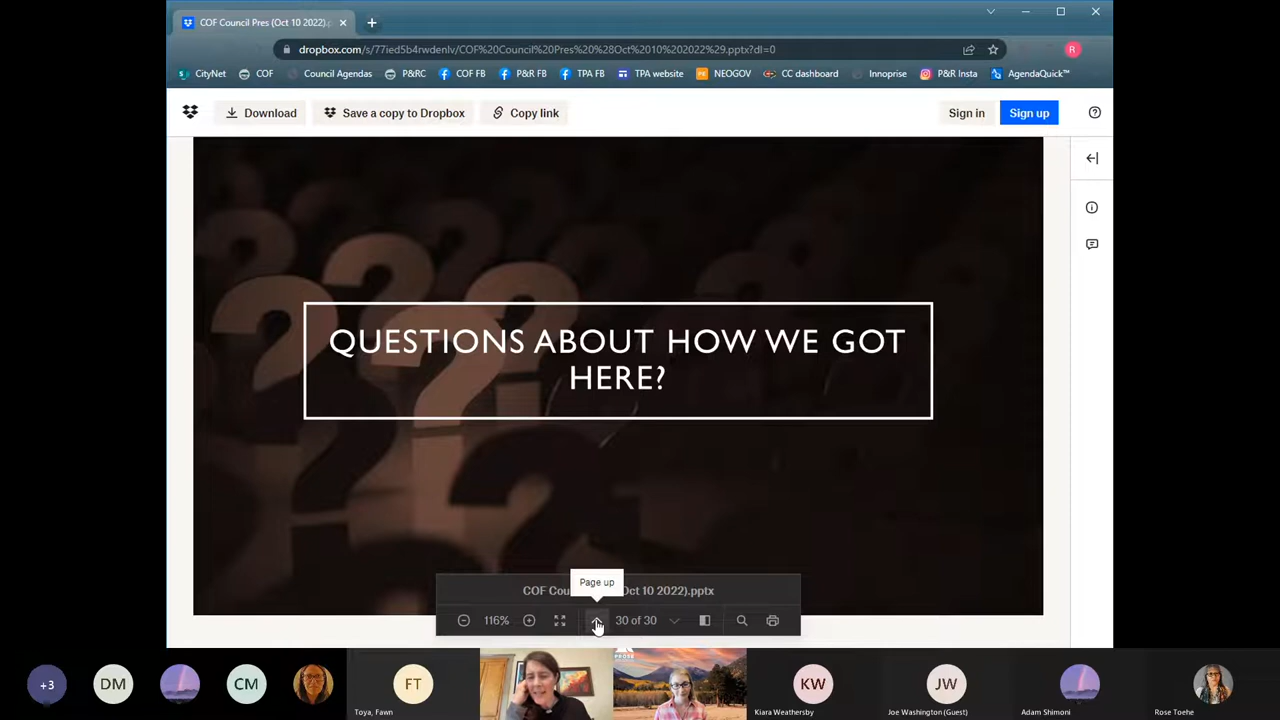 COF Council Pres (Oct 10 2022).p
dropbox.com/s/77ied5b4rwdenlv/COF%20Council%20Pres%20%28Oct%2010%202022%29.pptx?dl=0
R
CityNet COF Council Agendas P&RC COF FB P&R FB TPA FB TPA website NEOGOV CC dashboard Innoprise P&R Insta AgendaQuick™
Download Save a copy to Dropbox Copy link Sign in Sign up
QUESTIONS ABOUT HOW WE GOT
HERE?
Page up
COF Cou Oct 10 2022).pptx
116% 30 of 30
+3 DM CM FT KW JW
Toya, Fawn Kiara Weathersby Joe Washington (Guest) Adam Shimoni Rose Toehe